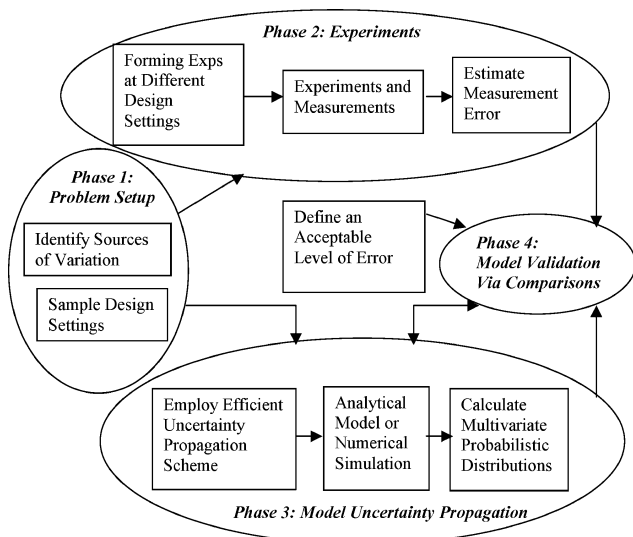 Phase 2: Experiments
Forming Exps
at Different
Design
Settings
Experiments and
Measurements
Estimate
Measurement
Error
Phase 1:
Problem Setup
Identify Sources
of Variation
Sample Design
Settings
Define an
Acceptable
Level of Error
Phase 4:
Model Validation
Via Comparisons
Employ Efficient
Uncertainty
Propagation
Scheme
Analytical
Model or
Numerical
Simulation
Calculate
Multivariate
Probabilistic
Distributions
Phase 3: Model Uncertainty Propagation